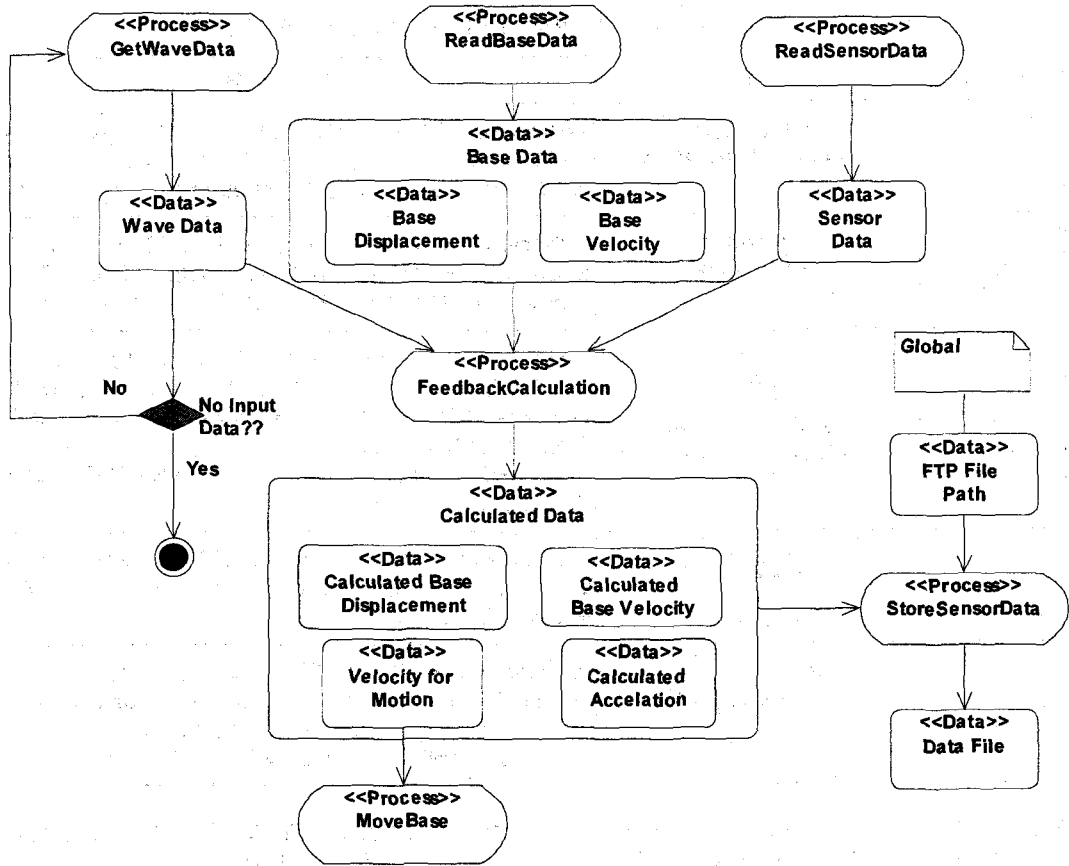 <<Process>>
GetWaveData
<<Process>>
ReadBaseData
<<Process>>
ReadSensorData
<<Data>>
Base Data
<<Data>>
Base
Displacement
<<Data>>
Base
Velocity
<<Data>>
Wave Data
<<Data>>
Sensor
Data
<<Process>>
FeedbackCalculation
Global
No
No Input
Data??
Yes
<<Data>>
FTP File
Path
<<Data>>
Calculated Data
<<Data>>
Calculated Base
Displacement
<<Data>>
Calculated
Base Velocity
<<Data>>
Velocity for
Motion
<<Data>>
Calculated
Accelation
<<Process>>
StoreSensorData
<<Data>>
Data File
<<Process>>
MoveBase